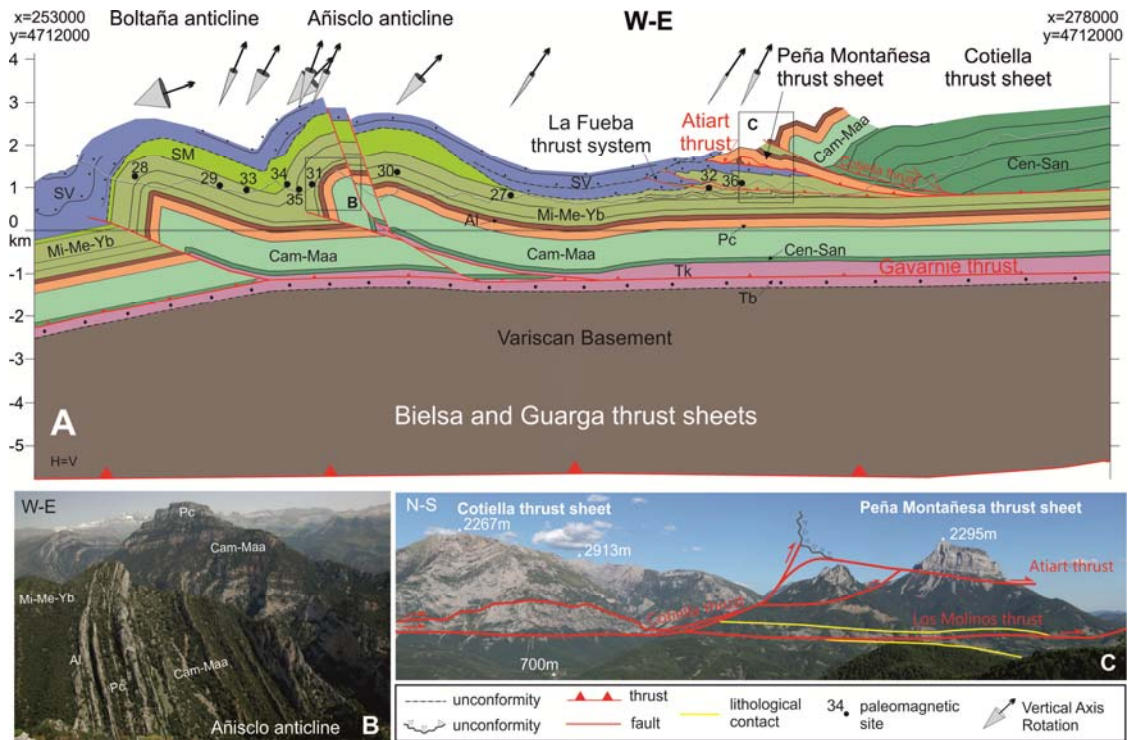 x=253000
y=4712000
Boltaña anticline
Añisclo anticline
W-E
x=278000
y=4712000
Peña Montañesa
thrust sheet
Cotiella
thrust sheet
4
3
2
1
0
km
-1
-2
-3
-4
-5
C
La Fueba
thrust system
Atiart
thrust
Cam-Maa
Cotiella thrust
Cen-San
SM
SV
28
29
33
34
35
31
30
27
32
36
B
SV
Mi-Me-Yb
Al
Pc
Mi-Me-Yb
Cam-Maa
Cam-Maa
Cen-San
Tk
Gavarnie thrust
Tb
Variscan Basement
Bielsa and Guarga thrust sheets
A
H=V
W-E
Pc
Cam-Maa
Mi-Me-Yb
Al
Pc
Cam-Maa
Añisclo anticline
B
N-S
Cotiella thrust sheet
2267m
2913m
Peña Montañesa thrust sheet
2295m
Atiart thrust
Cotiella thrust
Los Molinos thrust
700m
C
unconformity
thrust
lithological
contact
34
paleomagnetic
site
Vertical Axis
Rotation
unconformity
fault